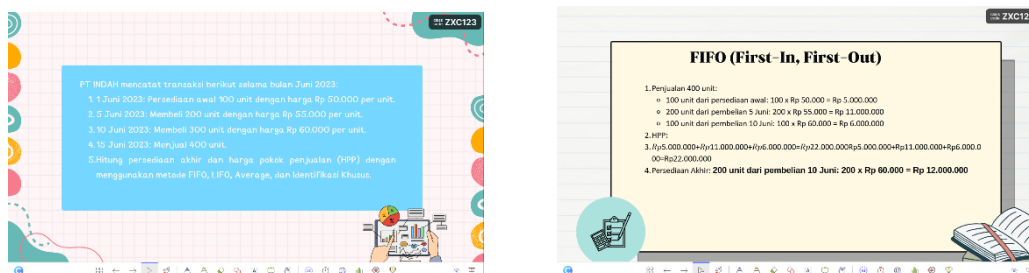 ZXC123
PT INDAH mencatat transaksi berikut selama bulan Juni 2023:
1. 1 Juni 2023: Persediaan awal 100 unit dengan harga Rp 50.000 per unit.
2. 5 Juni 2023: Membeli 200 unit dengan harga Rp 55.000 per unit.
3. 10 Juni 2023: Membeli 300 unit dengan harga Rp 60.000 per unit.
4. 15 Juni 2023: Menjual 400 unit.
5. Hitung persediaan akhir dan harga pokok penjualan (HPP) dengan
menggunakan metode FIFO, LIFO, Average, dan Identifikasi Khusus.
ZXC12
FIFO (First-In, First-Out)
1. Penjualan 400 unit:
100 unit dari persediaan awal: 100 x Rp 50.000 = Rp 5.000.000
200 unit dari pembelian 5 Juni: 200 x Rp 55.000 = Rp 11.000.000
100 unit dari pembelian 10 Juni: 100 x Rp 60.000 = Rp 6.000.000
2. HPP:
3. Rp5.000.000+Rp11.000.000+Rp6.000.000=Rp22.000.000Rp5.000.000+Rp11.000.000+Rp6.000.0
00=Rp22.000.000
4. Persediaan Akhir: 200 unit dari pembelian 10 Juni: 200 x Rp 60.000 = Rp 12.000.000